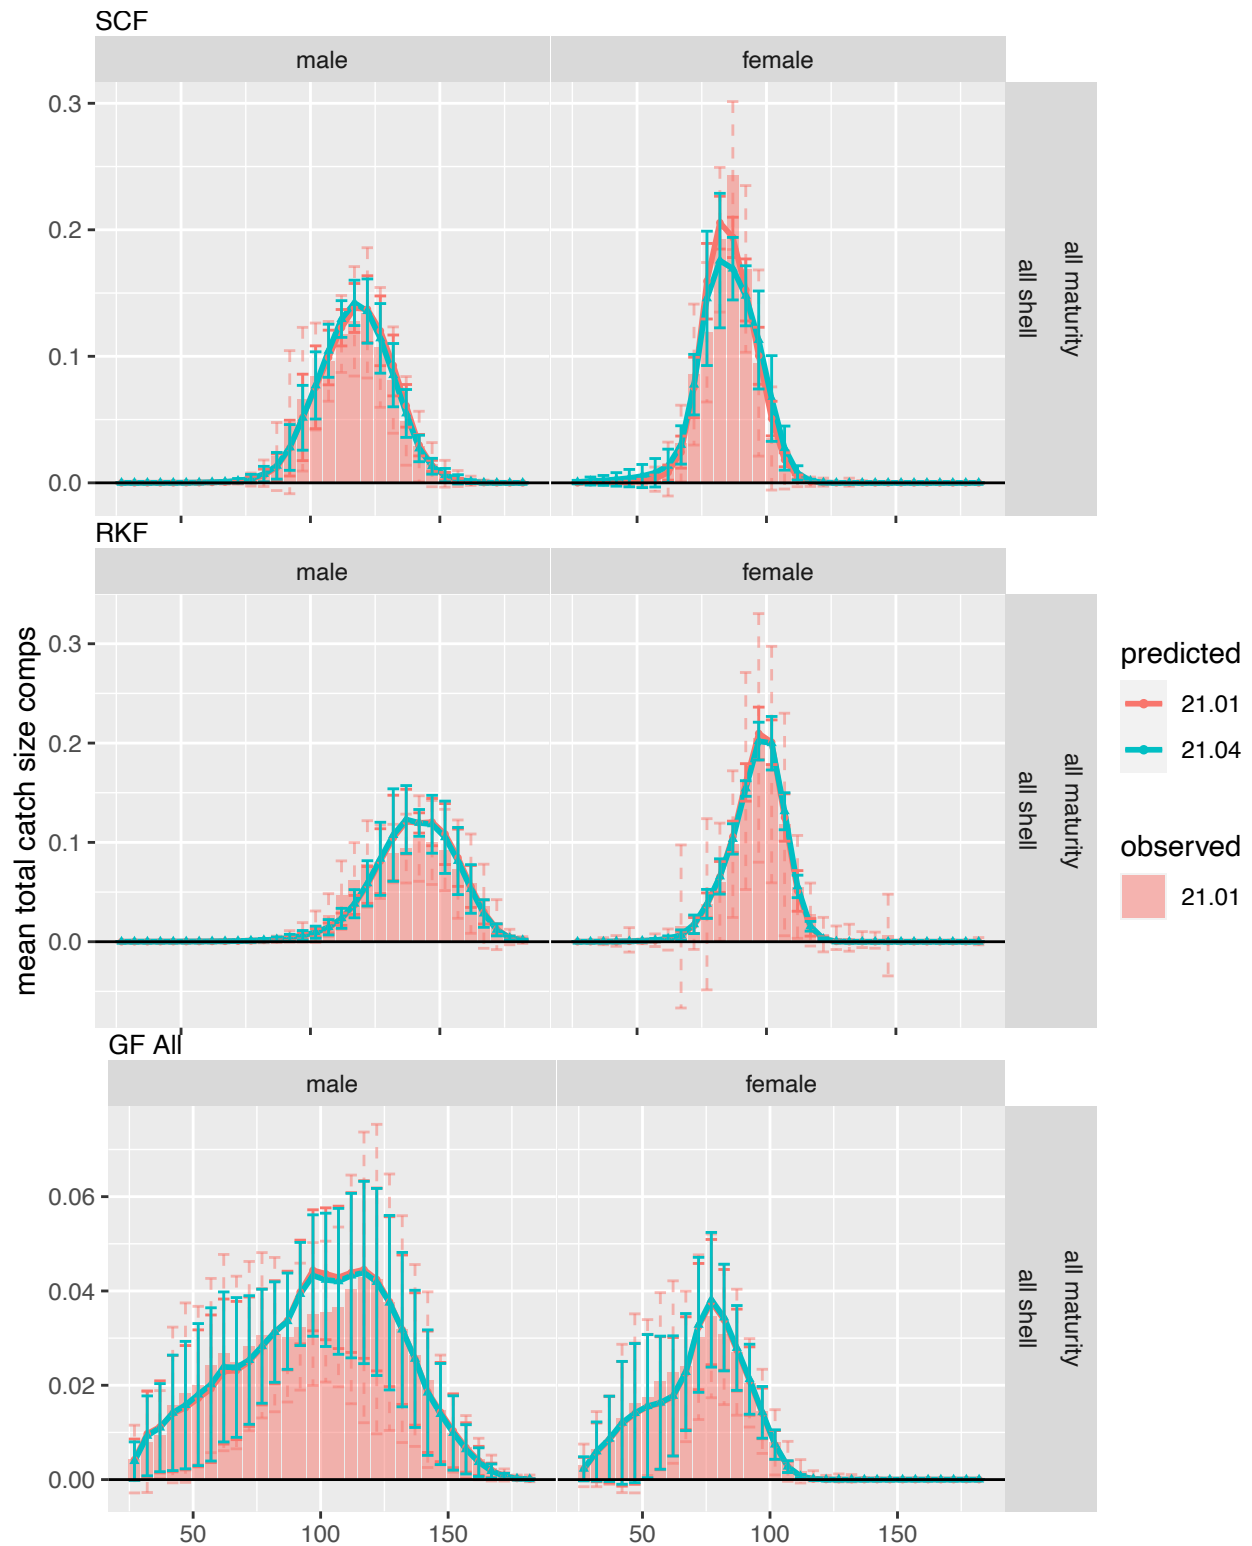 SCF
male
female
0.3
0.2
0.1
0.0
all maturity
all shell
RKF
male
female
0.3
0.2
0.1
0.0
all maturity
all shell
mean total catch size comps
predicted
21.01
21.04
observed
21.01
GF All
male
female
0.06
0.04
0.02
0.00
all maturity
all shell
50
100
150
50
100
150